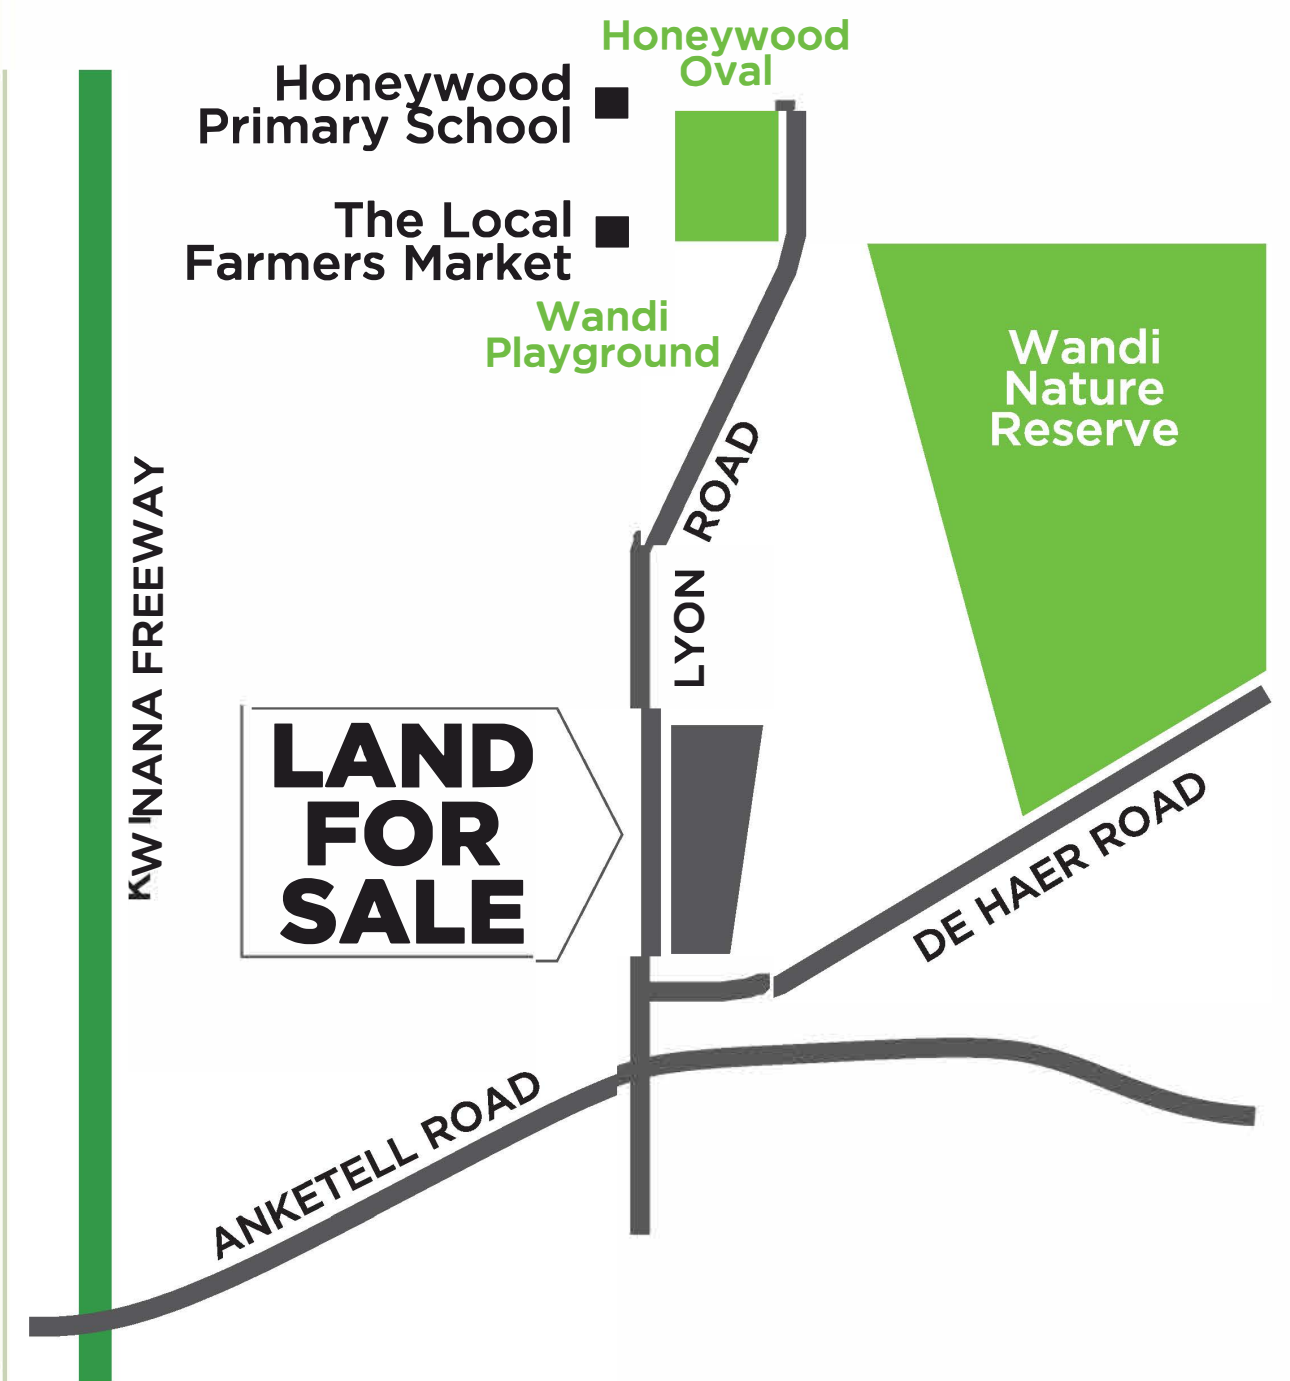 Honeywood
Oval
Honeywood
Primary School
The Local
Farmers Market
Wandi
Playground
Wandi
Nature
Reserve
LYON ROAD
KWINANA FREEWAY
LAND
FOR
SALE
DE HAER ROAD
ANKETELL ROAD